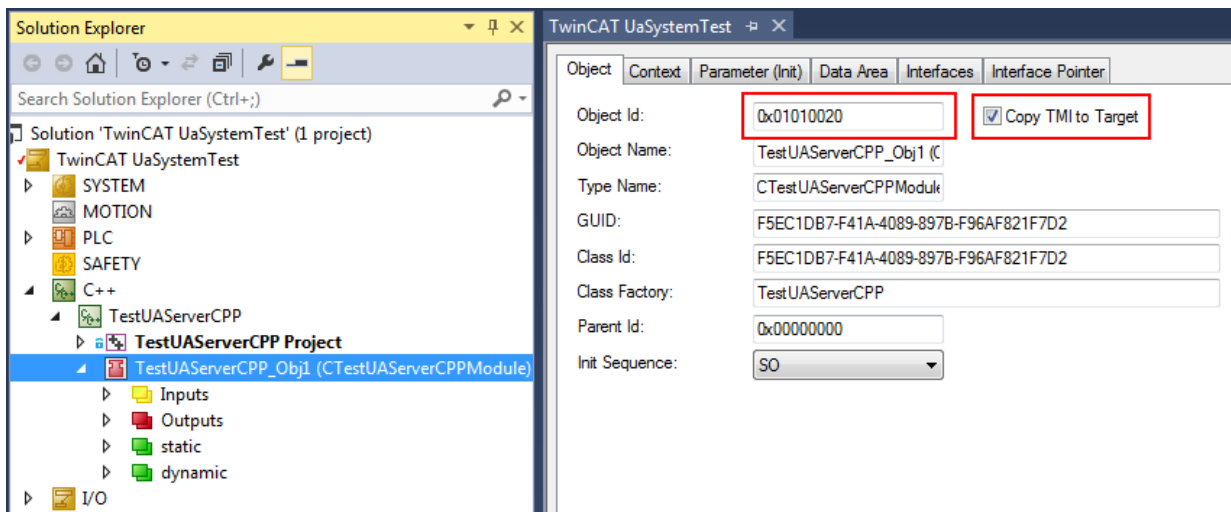 Solution Explorer
Search Solution Explorer (Ctrl+;)
Solution 'TwinCAT UaSystemTest' (1 project)
TwinCAT UaSystemTest
SYSTEM
MOTION
PLC
SAFETY
C++
TestUAServerCPP
TestUAServerCPP Project
TestUAServerCPP_Obj1 (CTestUAServerCPPModule)
Inputs
Outputs
static
dynamic
I/O
TwinCAT UaSystemTest
Object Context Parameter (Init) Data Area Interfaces Interface Pointer
Object Id: 0x01010020 Copy TMI to Target
Object Name: TestUAServerCPP_Obj1 (C
Type Name: CTestUAServerCPPModule
GUID: F5EC1DB7-F41A-4089-897B-F96AF821F7D2
Class Id: F5EC1DB7-F41A-4089-897B-F96AF821F7D2
Class Factory: TestUAServerCPP
Parent Id: 0x00000000
Init Sequence: SO